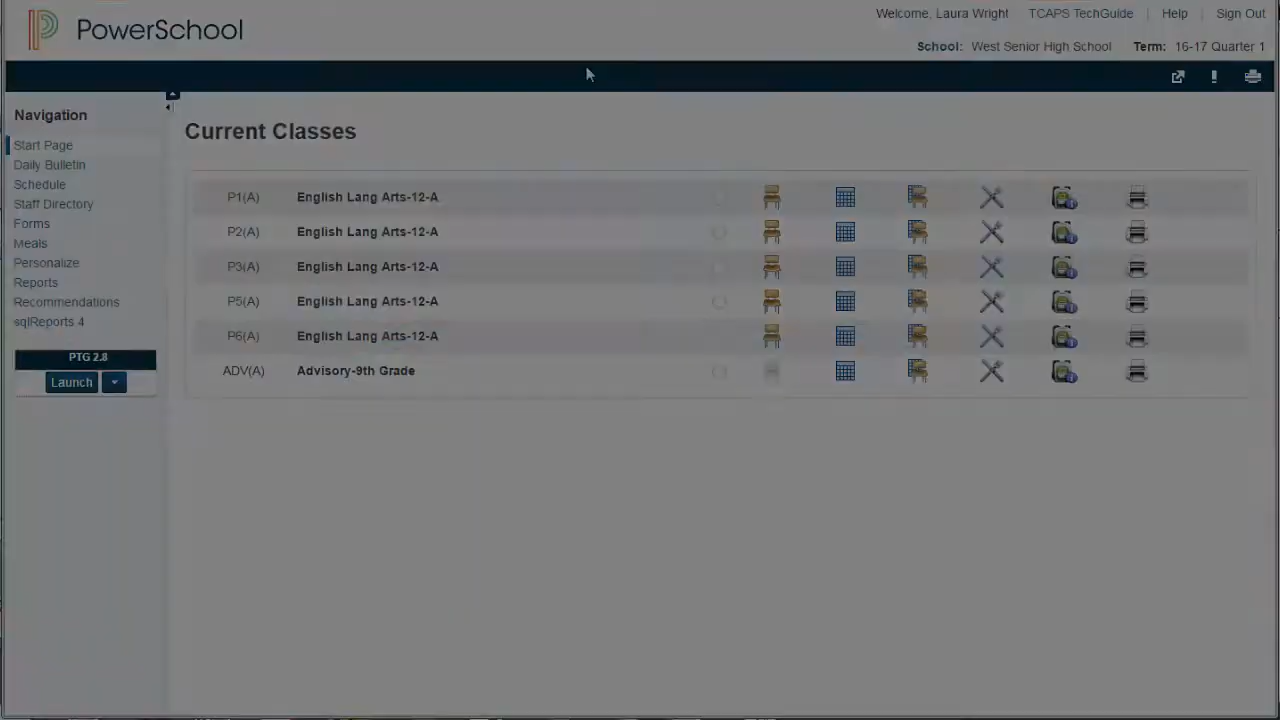 PowerSchool
Welcome, Laura Wright | TCAPS TechGuide | Help | Sign Out
School: West Senior High School Term: 16-17 Quarter 1
Navigation
Start Page
Daily Bulletin
Schedule
Staff Directory
Forms
Meals
Personalize
Reports
Recommendations
sqlReports 4
PTG 2.8
Launch
Current Classes
P1(A) English Lang Arts-12-A
P2(A) English Lang Arts-12-A
P3(A) English Lang Arts-12-A
P5(A) English Lang Arts-12-A
P6(A) English Lang Arts-12-A
ADV(A) Advisory-9th Grade